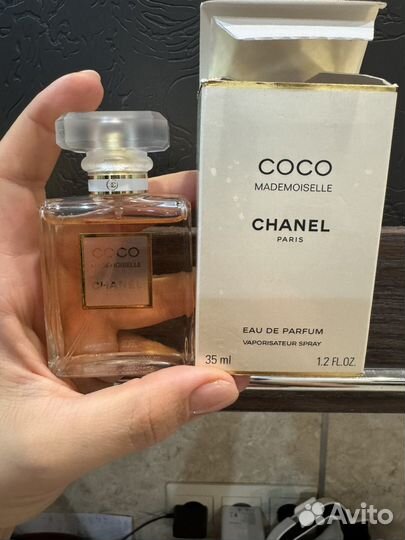 COCO
MADEMOISELLE
CHANEL
COCO
MADEMOISELLE
CHANEL
PARIS
EAU DE PARFUM
VAPORISATEUR SPRAY
35 ml 1.2 FL.OZ.
Avito